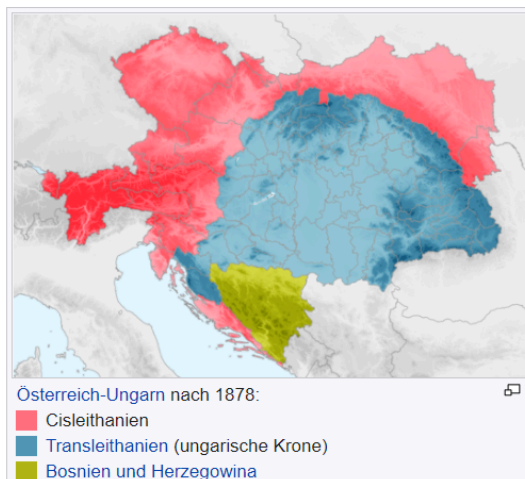 Österreich-Ungarn nach 1878:
Cisleithanien
Transleithanien (ungarische Krone)
Bosnien und Herzegowina